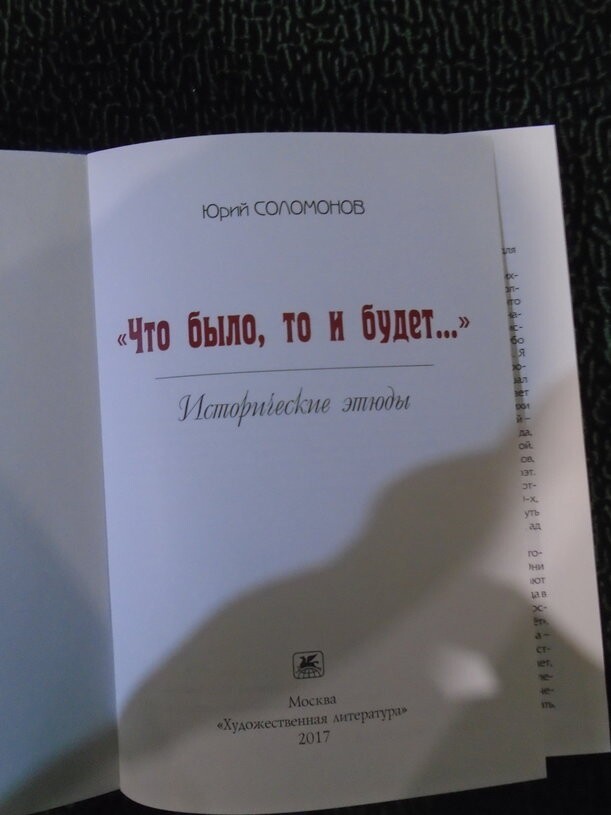 Юрий СОЛОМОНОВ
«Что было, то и будет...»
Исторические этюды
Москва
«Художественная литература»
2017